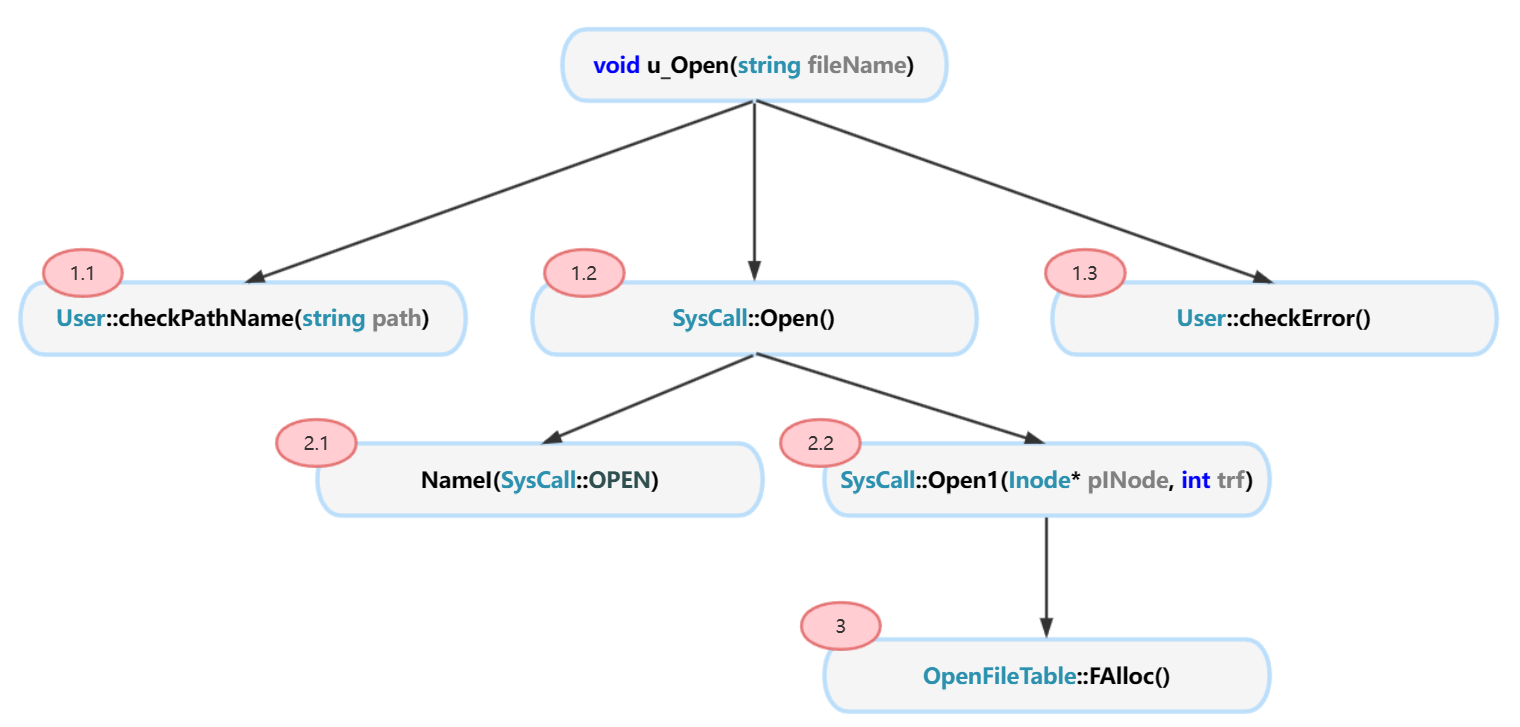 void u_Open(string fileName)
1.1
User::checkPathName(string path)
1.2
SysCall::Open()
1.3
User::checkError()
2.1
NameI(SysCall::OPEN)
2.2
SysCall::Open1(Inode* pINode, int trf)
3
OpenFileTable::FAlloc()